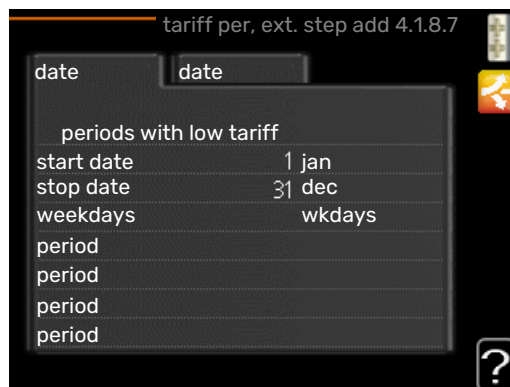 tariff per, ext. step add 4.1.8.7
date
date
periods with low tariff
start date 1 jan
stop date 31 dec
weekdays wkdays
period
period
period
period
?